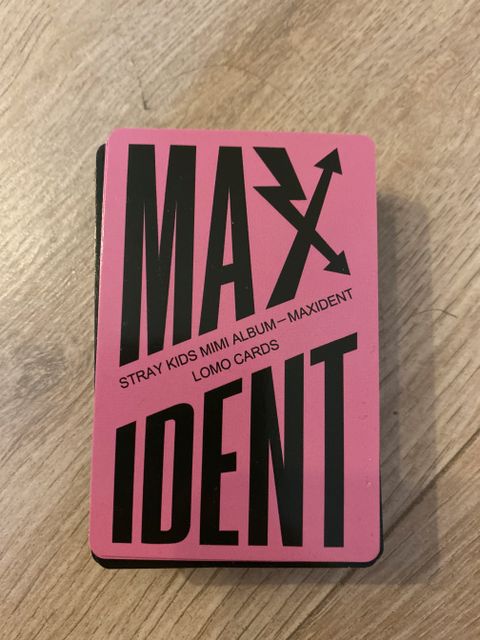 MAX
STRAY KIDS MIMI ALBUM–MAXIDENT
LOMO CARDS
IDENT